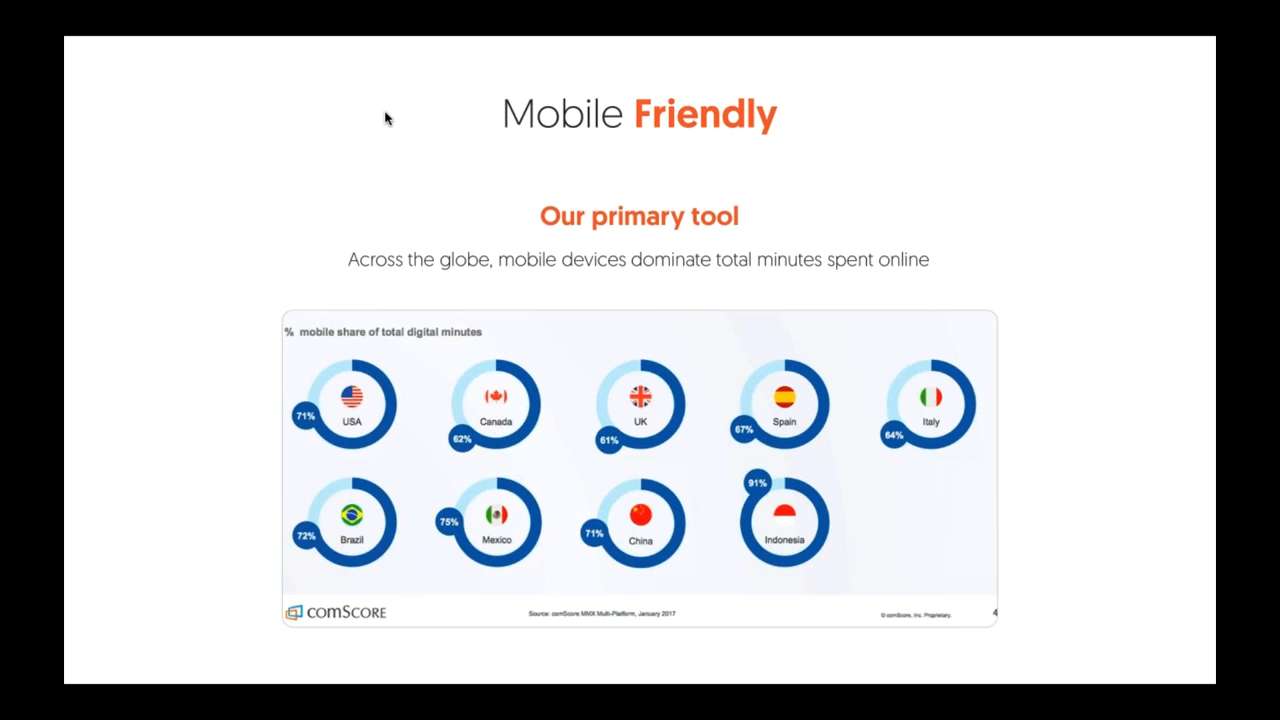 Mobile Friendly
Our primary tool
Across the globe, mobile devices dominate total minutes spent online
% mobile share of total digital minutes
71% USA
62% Canada
61% UK
67% Spain
64% Italy
72% Brazil
75% Mexico
71% China
91% Indonesia
comSCORE
Source: comScore MMX Multi-Platform, January 2017
© comScore, Inc. Proprietary.
4